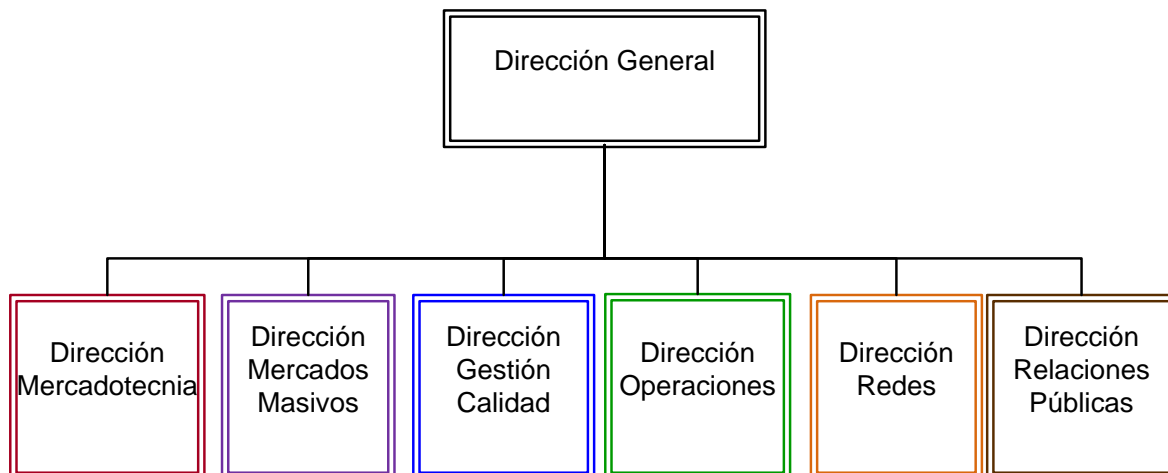 Dirección General
Dirección
Mercadotecnia
Dirección
Mercados
Masivos
Dirección
Gestión
Calidad
Dirección
Operaciones
Dirección
Redes
Dirección
Relaciones
Públicas